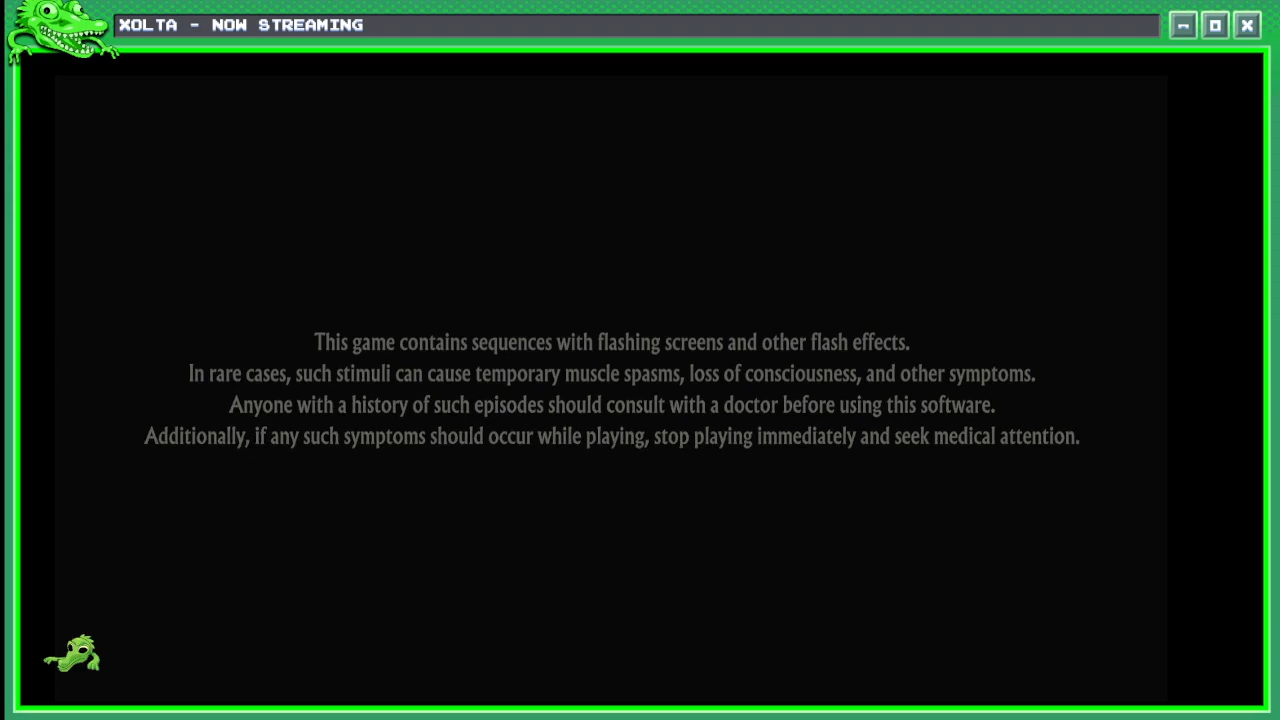 XOLTA - NOW STREAMING
This game contains sequences with flashing screens and other flash effects.
In rare cases, such stimuli can cause temporary muscle spasms, loss of consciousness, and other symptoms.
Anyone with a history of such episodes should consult with a doctor before using this software.
Additionally, if any such symptoms should occur while playing, stop playing immediately and seek medical attention.